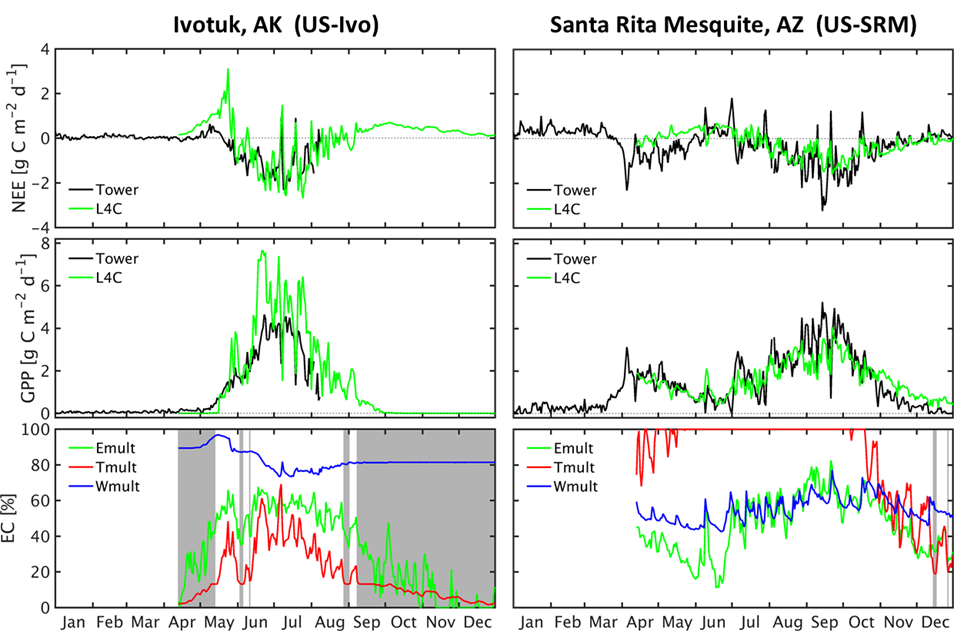 Ivotuk, AK (US-Ivo)
Santa Rita Mesquite, AZ (US-SRM)
NEE [g C m⁻² d⁻¹]
4
2
0
−2
−4
Tower
L4C
Tower
L4C
GPP [g C m⁻² d⁻¹]
8
6
4
2
0
Tower
L4C
Tower
L4C
EC [%]
100
80
60
40
20
0
Emult
Tmult
Wmult
Emult
Tmult
Wmult
Jan Feb Mar Apr May Jun Jul Aug Sep Oct Nov Dec
Jan Feb Mar Apr May Jun Jul Aug Sep Oct Nov Dec